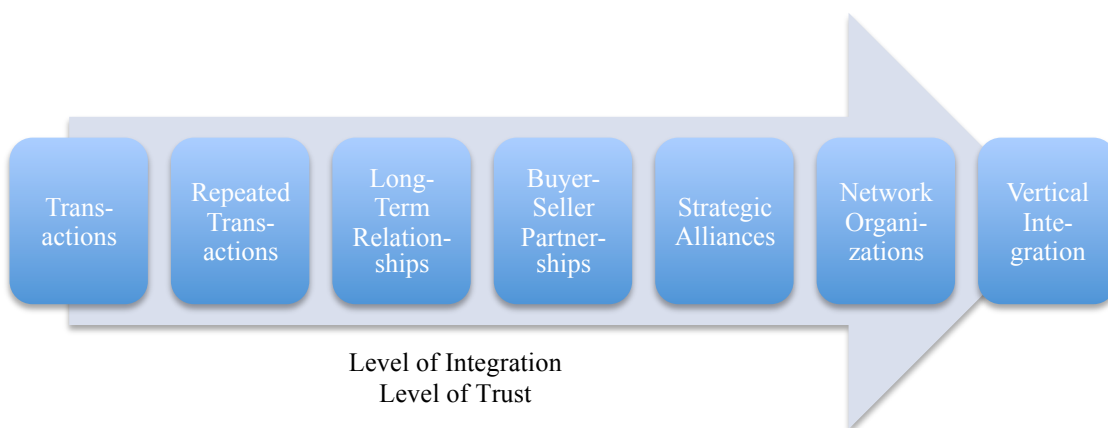 Trans-
actions
Repeated
Trans-
actions
Long-
Term
Relation-
ships
Buyer-
Seller
Partner-
ships
Strategic
Alliances
Network
Organi-
zations
Vertical
Inte-
gration
Level of Integration
Level of Trust